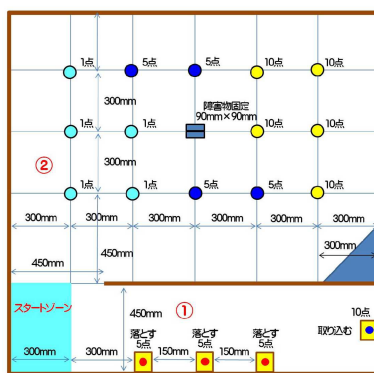 1点 5点 5点 10点 10点
300mm
障害物固定
90mm×90mm
1点 1点 10点 10点
300mm
②
1点 1点 5点 5点 10点
300mm 300mm 300mm 300mm 300mm 300mm
450mm 450mm 300mm
スタートゾーン
450mm
①
落とす 落とす 落とす 10点
5点 5点 5点 取り込む
300mm 300mm 150mm 150mm